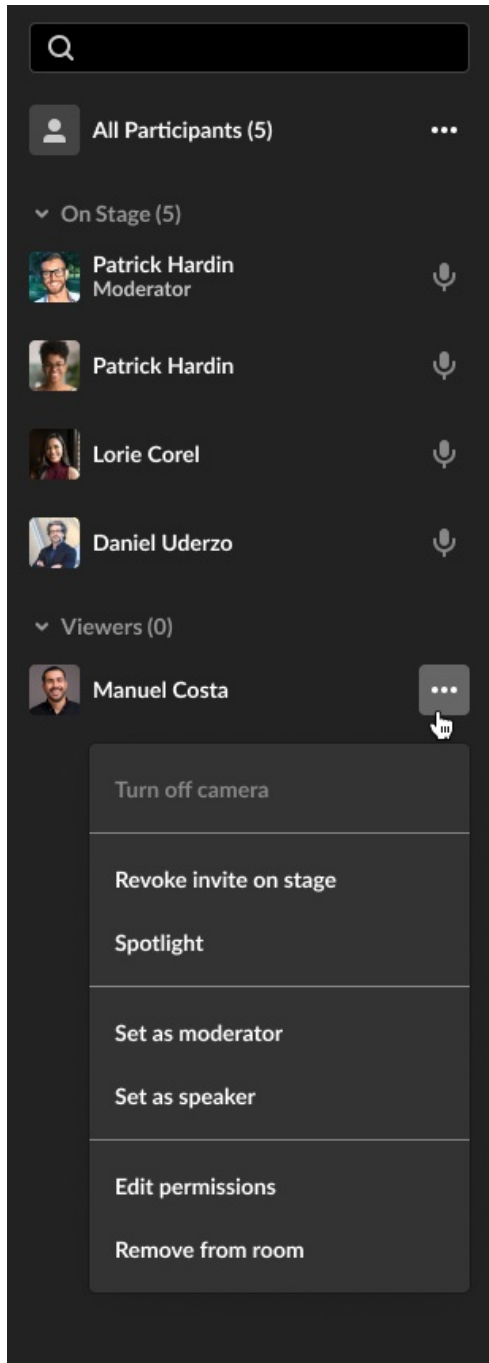 All Participants (5)
On Stage (5)
Patrick Hardin
Moderator
Patrick Hardin
Lorie Corel
Daniel Uderzo
Viewers (0)
Manuel Costa
Turn off camera
Revoke invite on stage
Spotlight
Set as moderator
Set as speaker
Edit permissions
Remove from room